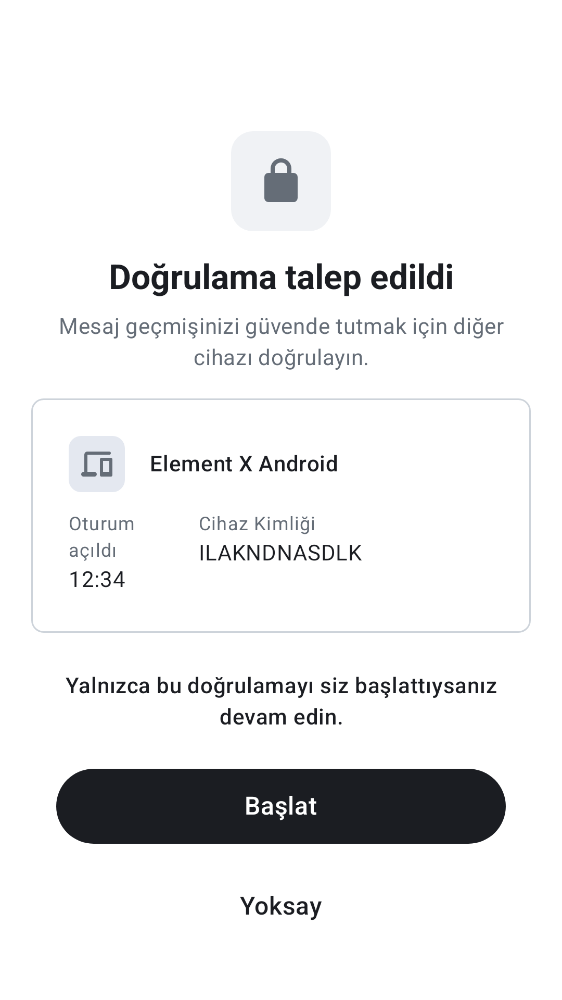 Doğrulama talep edildi
Mesaj geçmişinizi güvende tutmak için diğer
cihazı doğrulayın.
Element X Android
Oturum
açıldı
12:34
Cihaz Kimliği
ILAKNDNASDLK
Yalnızca bu doğrulamayı siz başlattıysanız
devam edin.
Başlat
Yoksay